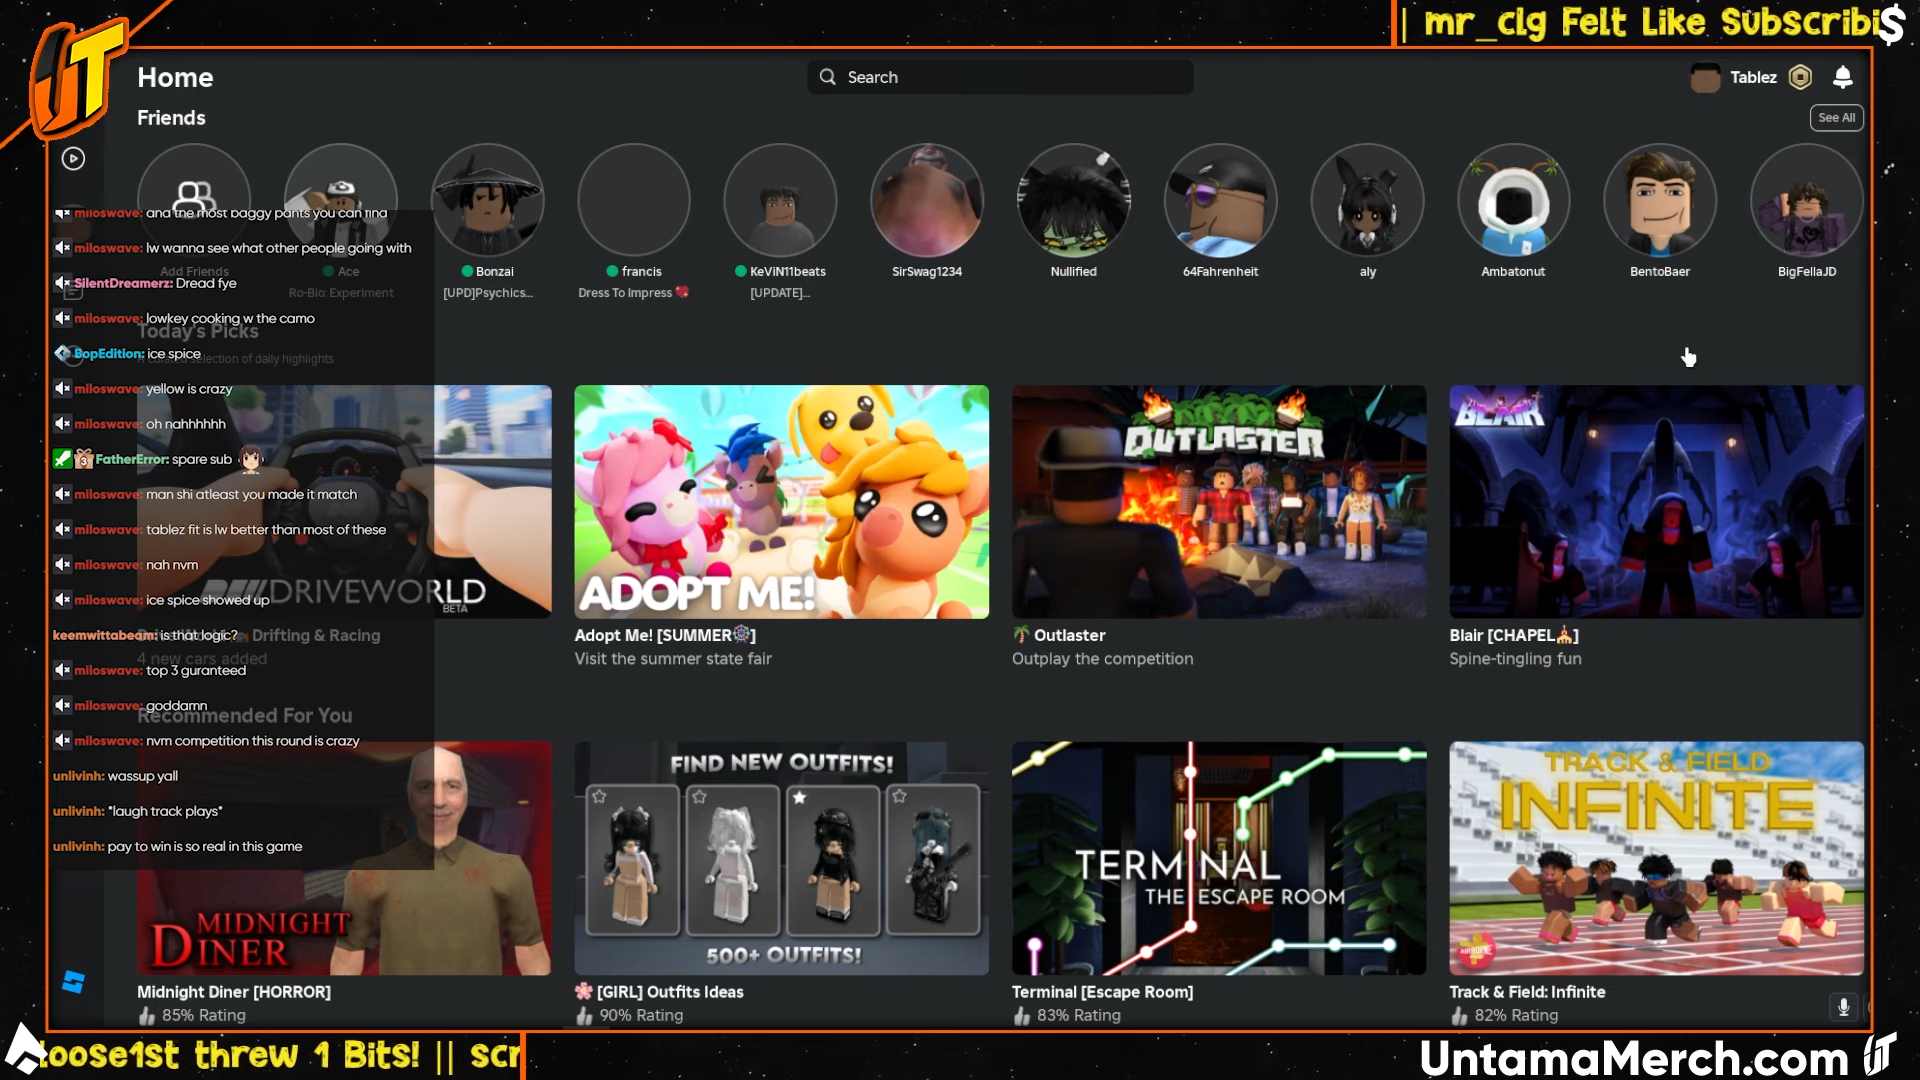 | mr_clg Felt Like Subscribi
$
UT
Home
Search
Tablez
Friends
See All
Add Friends
Ace
Ro-Bio: Experiment
Bonzai
[UPD]Psychics...
francis
Dress To Impress 💘
KeViN11beats
[UPDATE]...
SirSwag1234
Nullified
64Fahrenheit
aly
Ambatonut
BentoBaer
BigFellaJD
miloswave: and the most baggy pants you can find
miloswave: lw wanna see what other people going with
SilentDreamerz: Dread fye
miloswave: lowkey cooking w the camo
BopEdition: ice spice
miloswave: yellow is crazy
miloswave: oh nahhhhhh
FatherError: spare sub
miloswave: man shi atleast you made it match
miloswave: tablez fit is lw better than most of these
miloswave: nah nvm
miloswave: ice spice showed up
keemwittabeam: is that logic?
miloswave: top 3 guranteed
miloswave: goddamn
miloswave: nvm competition this round is crazy
unlivinh: wassup yall
unlivinh: *laugh track plays*
unlivinh: pay to win is so real in this game
Today's Picks
A curated selection of daily highlights
DRIVEWORLD
BETA
Drifting & Racing
4 new cars added
ADOPT ME!
Adopt Me! [SUMMER🎡]
Visit the summer state fair
OUTLASTER
🌴 Outlaster
Outplay the competition
BLAIR
Blair [CHAPEL⛪]
Spine-tingling fun
Recommended For You
MIDNIGHT
DINER
Midnight Diner [HORROR]
85% Rating
FIND NEW OUTFITS!
500+ OUTFITS!
🌸 [GIRL] Outfits Ideas
90% Rating
TERMINAL
THE ESCAPE ROOM
Terminal [Escape Room]
83% Rating
TRACK & FIELD
INFINITE
Track & Field: Infinite
82% Rating
loose1st threw 1 Bits! || scr
UntamaMerch.com UT